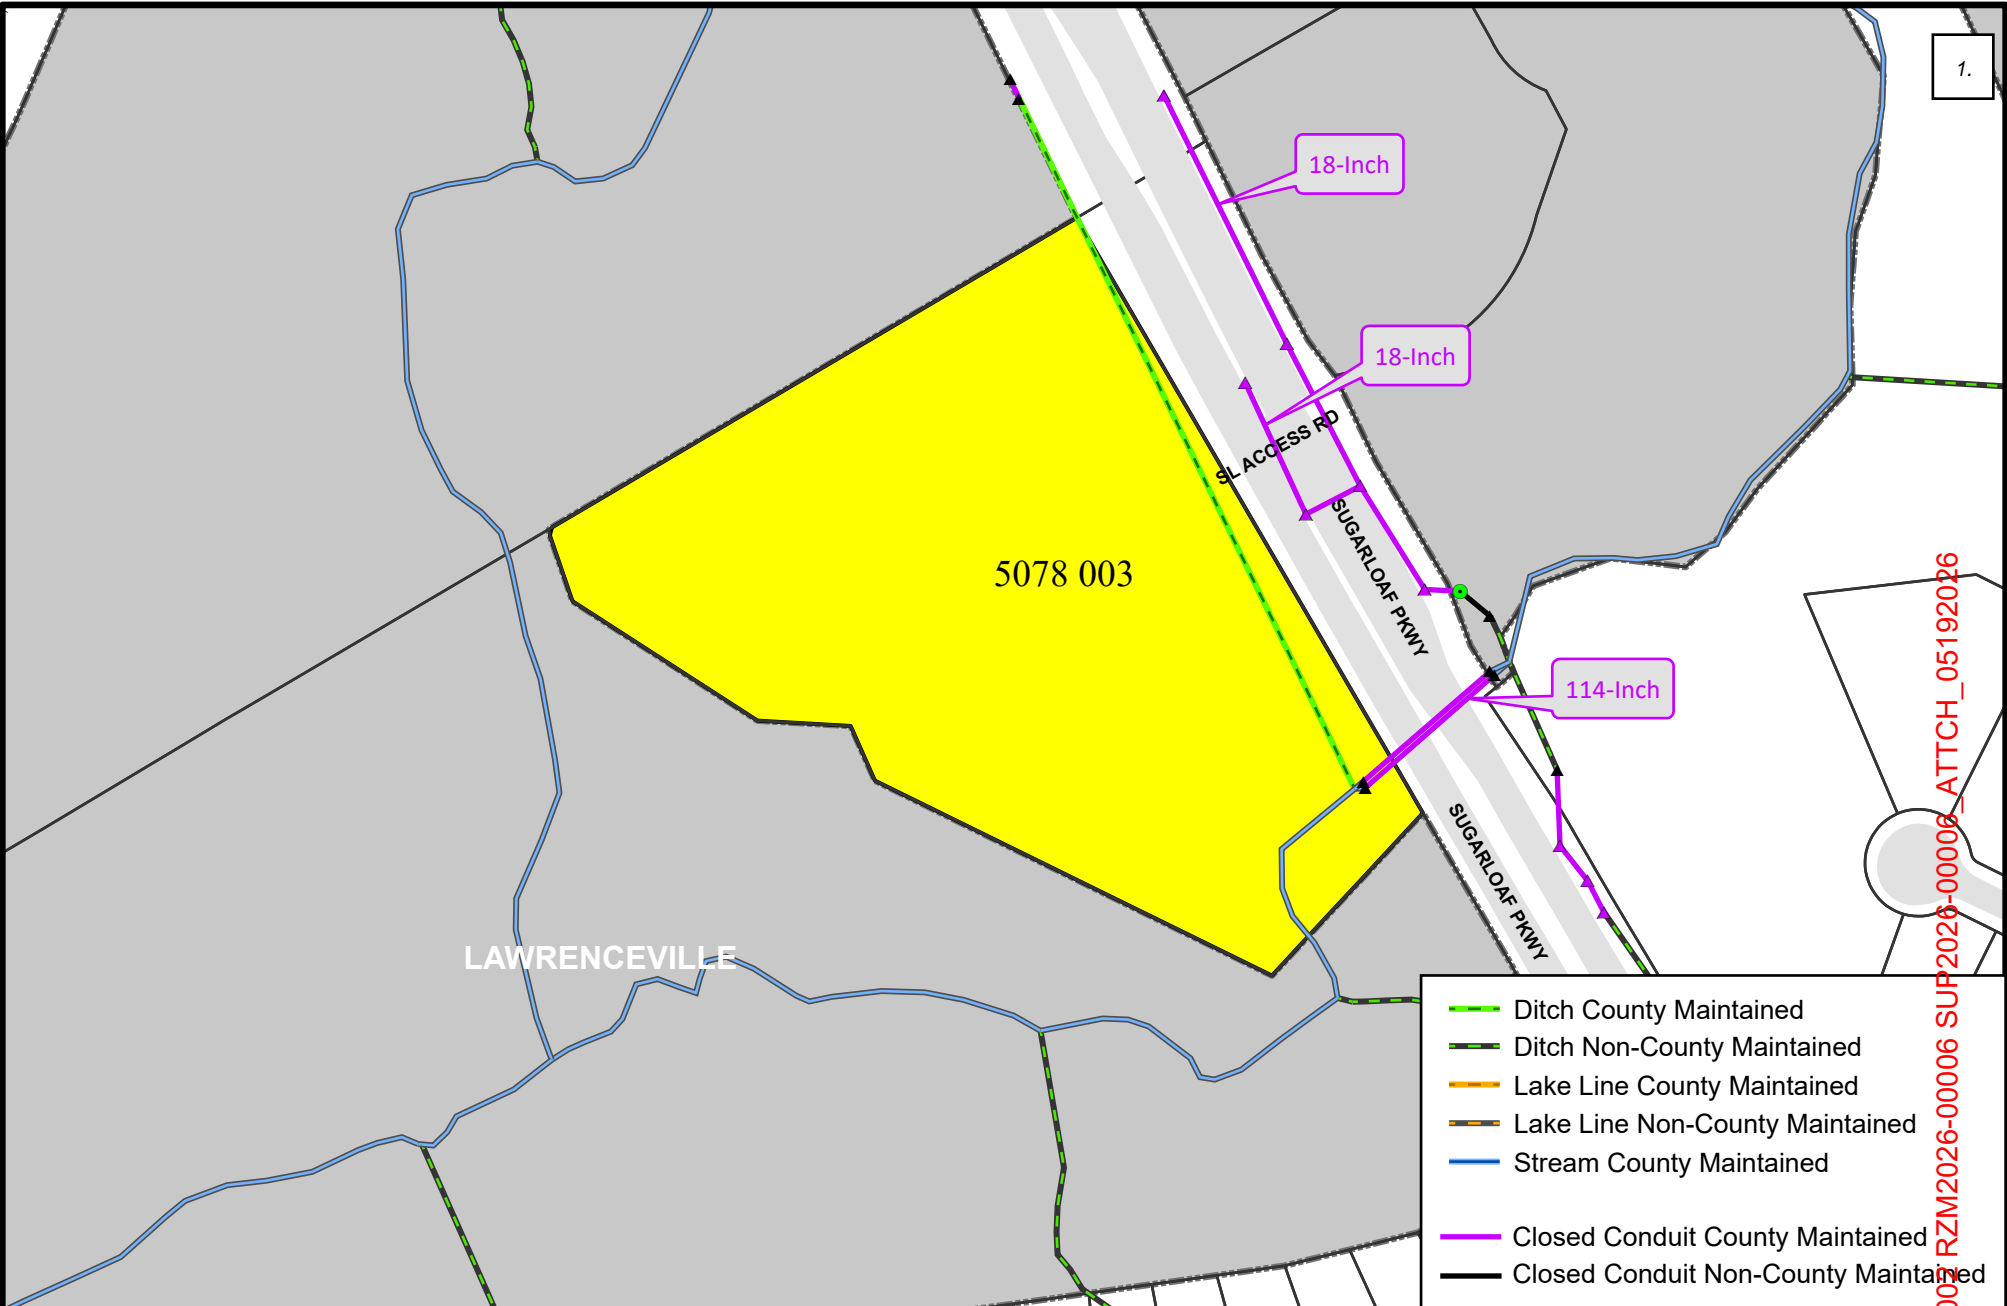 1.
18-Inch
18-Inch
SL ACCESS RD
SUGARLOAF PKWY
5078 003
114-Inch
SUGARLOAF PKWY
LAWRENCEVILLE
Ditch County Maintained
Ditch Non-County Maintained
Lake Line County Maintained
Lake Line Non-County Maintained
Stream County Maintained
Closed Conduit County Maintained
Closed Conduit Non-County Maintained
002 RZM2026-00006 SUP2026-00006_ATTCH_05192026